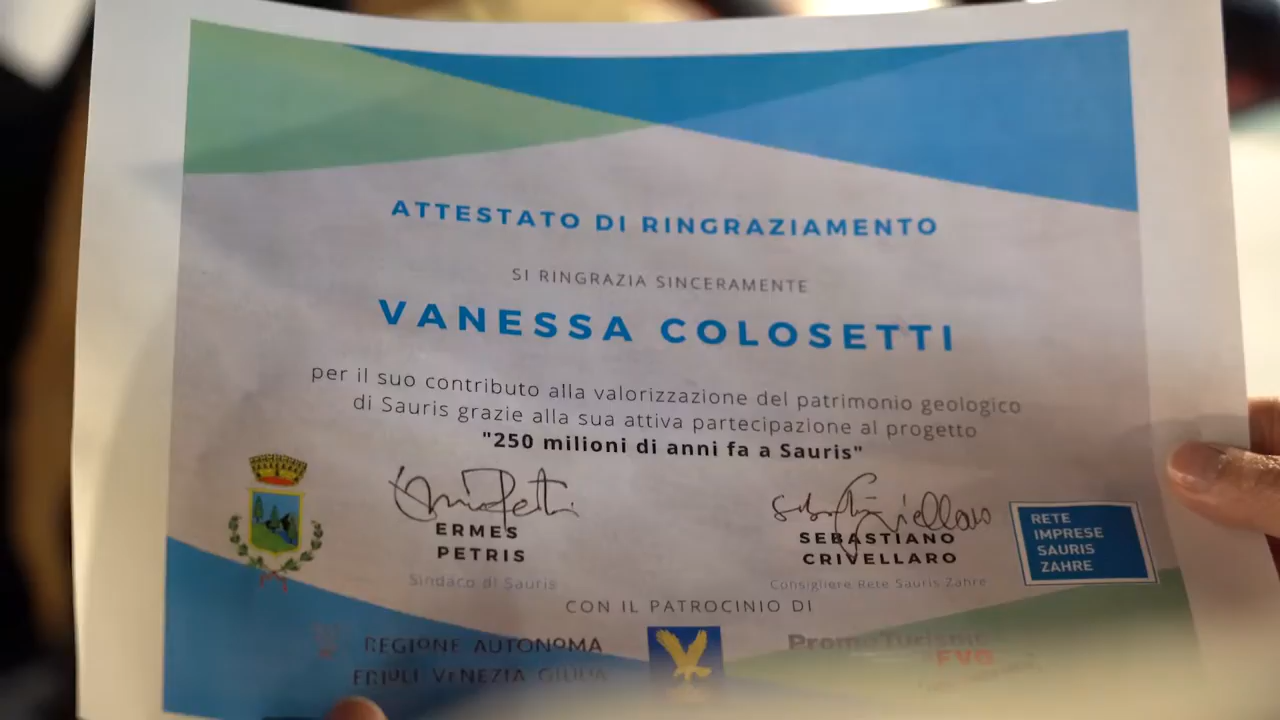 ATTESTATO DI RINGRAZIAMENTO
SI RINGRAZIA SINCERAMENTE
VANESSA COLOSETTI
per il suo contributo alla valorizzazione del patrimonio geologico
di Sauris grazie alla sua attiva partecipazione al progetto
"250 milioni di anni fa a Sauris"
ERMES
PETRIS
Sindaco di Sauris
SEBASTIANO
CRIVELLARO
Consigliere Rete Sauris Zahre
RETE
IMPRESE
SAURIS
ZAHRE
CON IL PATROCINIO DI
REGIONE AUTONOMA
FRIULI VENEZIA GIULIA
PromoTurismo
FVG